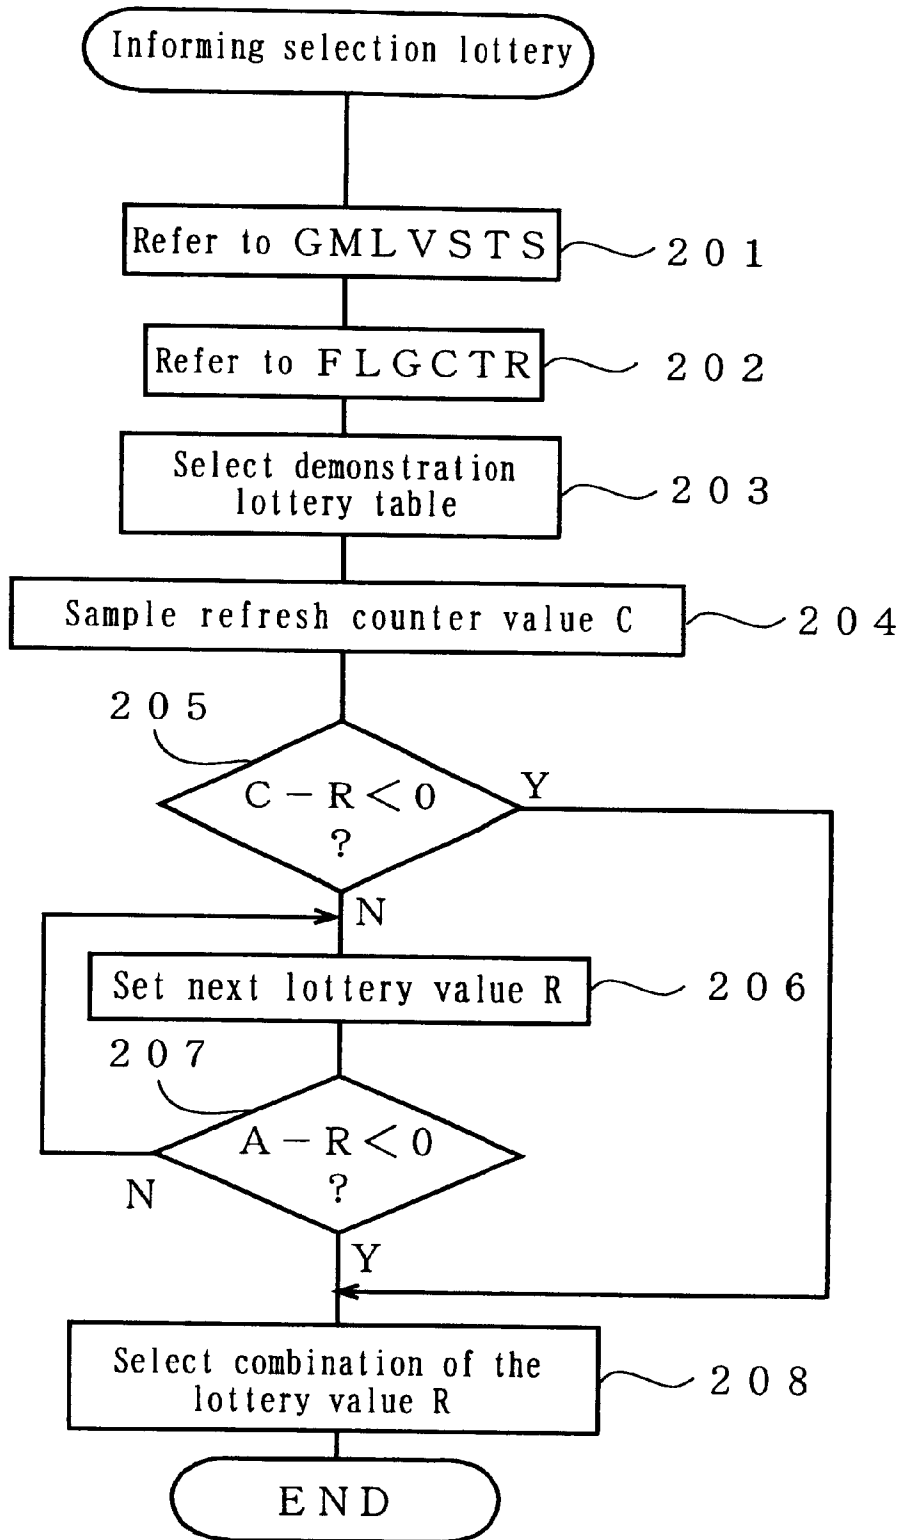 Informing selection lottery
Refer to GMLVSTS
201
Refer to FLGCTR
202
Select demonstration
lottery table
203
Sample refresh counter value C
204
205
C－R＜0
?
Y
N
Set next lottery value R
206
207
A－R＜0
?
N
Y
Select combination of the
lottery value R
208
END